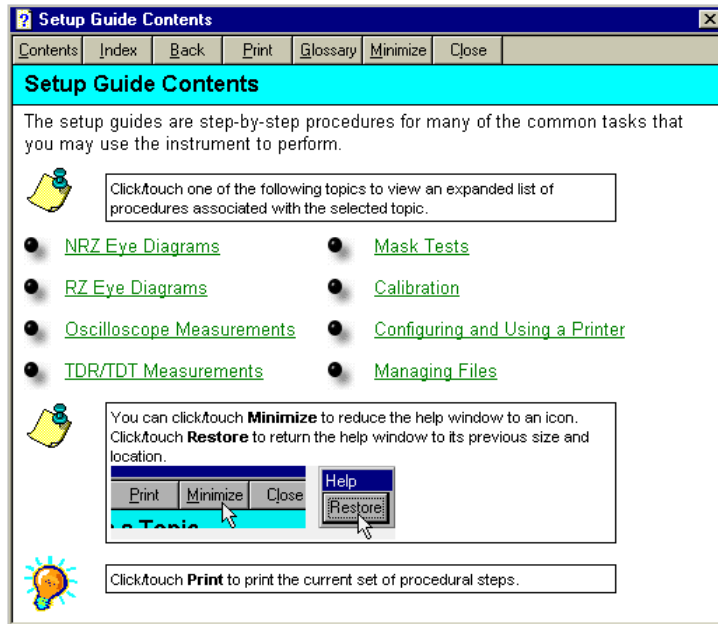 Setup Guide Contents
Contents Index Back Print Glossary Minimize Close
Setup Guide Contents
The setup guides are step-by-step procedures for many of the common tasks that
you may use the instrument to perform.
Click/touch one of the following topics to view an expanded list of
procedures associated with the selected topic.
NRZ Eye Diagrams
Mask Tests
RZ Eye Diagrams
Calibration
Oscilloscope Measurements
Configuring and Using a Printer
TDR/TDT Measurements
Managing Files
You can click/touch Minimize to reduce the help window to an icon.
Click/touch Restore to return the help window to its previous size and
location.
Print Minimize Close
Help
Restore
a Topic
Click/touch Print to print the current set of procedural steps.